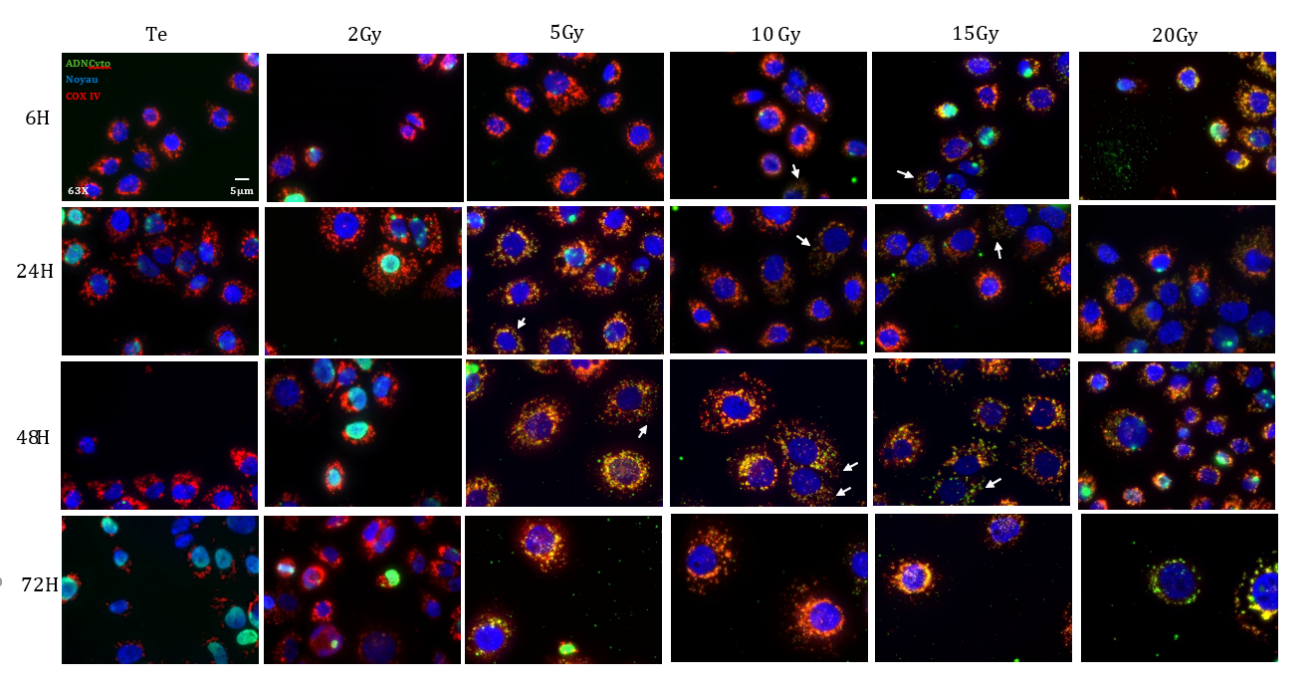 Te 2Gy 5Gy 10 Gy 15Gy 20Gy
6H
ADNCyto
Noyau
COX IV
63X 5µm
24H
48H
72H